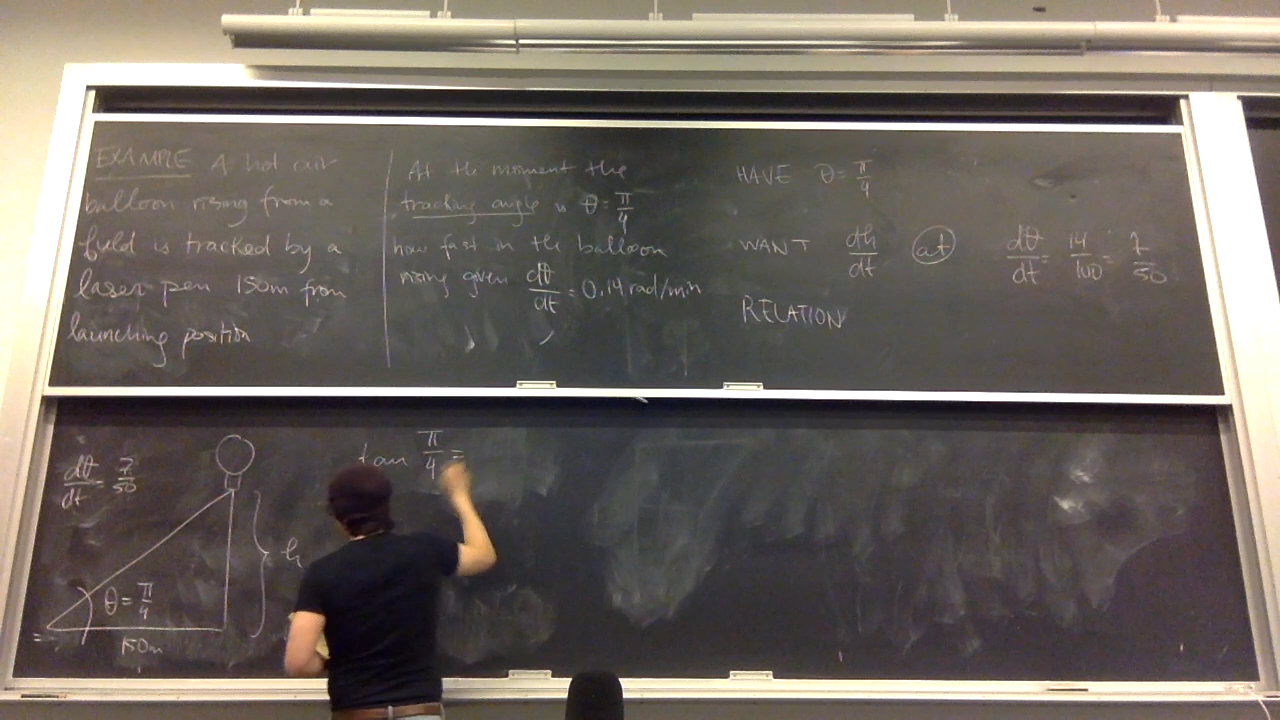 EXAMPLE A hot air
balloon rising from a
field is tracked by a
laser pen 150m from
launching position
At the moment the
tracking angle is θ = π/4
how fast in the balloon
rising given dθ/dt = 0.14 rad/min
HAVE θ = π/4
WANT dh/dt at dθ/dt = 14/100 = 7/50
RELATION
dθ/dt = 7/50
h
θ = π/4
150m
tan π/4 =